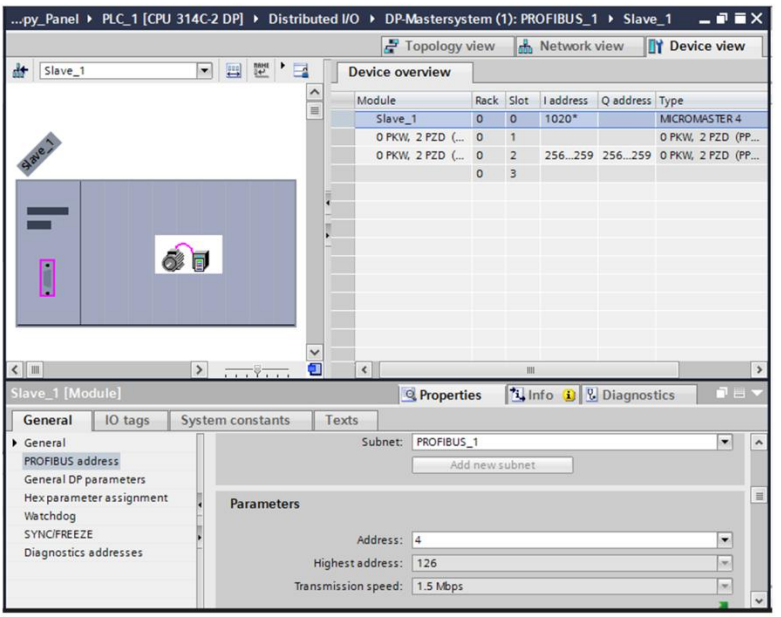 ...py_Panel ▸ PLC_1 [CPU 314C-2 DP] ▸ Distributed I/O ▸ DP-Mastersystem (1): PROFIBUS_1 ▸ Slave_1
Topology view Network view Device view
Slave_1
Device overview
Module Rack Slot I address Q address Type
Slave_1 0 0 1020* MICROMASTER 4
0 PKW, 2 PZD (... 0 1 0 PKW, 2 PZD (PP...
0 PKW, 2 PZD (... 0 2 256...259 256...259 0 PKW, 2 PZD (PP...
0 3
Slave_1
Slave_1 [Module]
Properties Info Diagnostics
General IO tags System constants Texts
General
PROFIBUS address
General DP parameters
Hex parameter assignment
Watchdog
SYNC/FREEZE
Diagnostics addresses
Subnet: PROFIBUS_1
Add new subnet
Parameters
Address: 4
Highest address: 126
Transmission speed: 1.5 Mbps